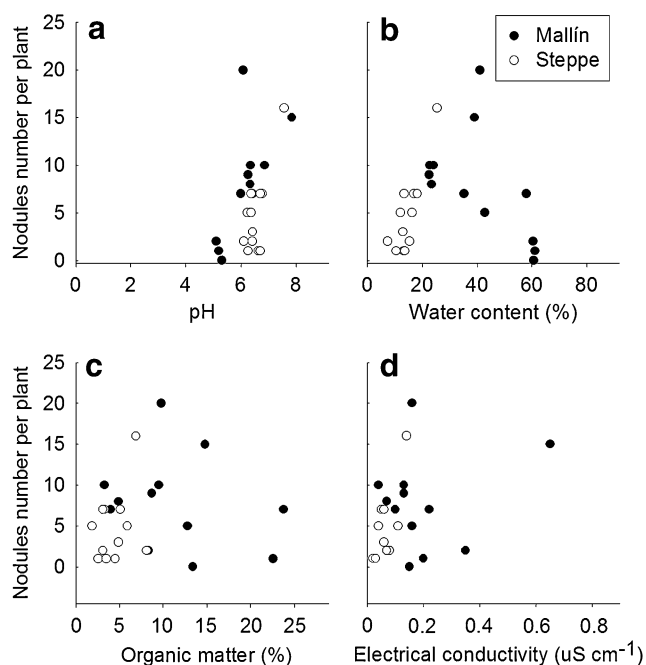 a
b
Mallín
Steppe
Nodules number per plant
25
20
15
10
5
0
0 2 4 6 8
pH
0 20 40 60 80
Water content (%)
c
d
Nodules number per plant
25
20
15
10
5
0
0 5 10 15 20 25
Organic matter (%)
0 0.2 0.4 0.6 0.8
Electrical conductivity (uS cm⁻¹)